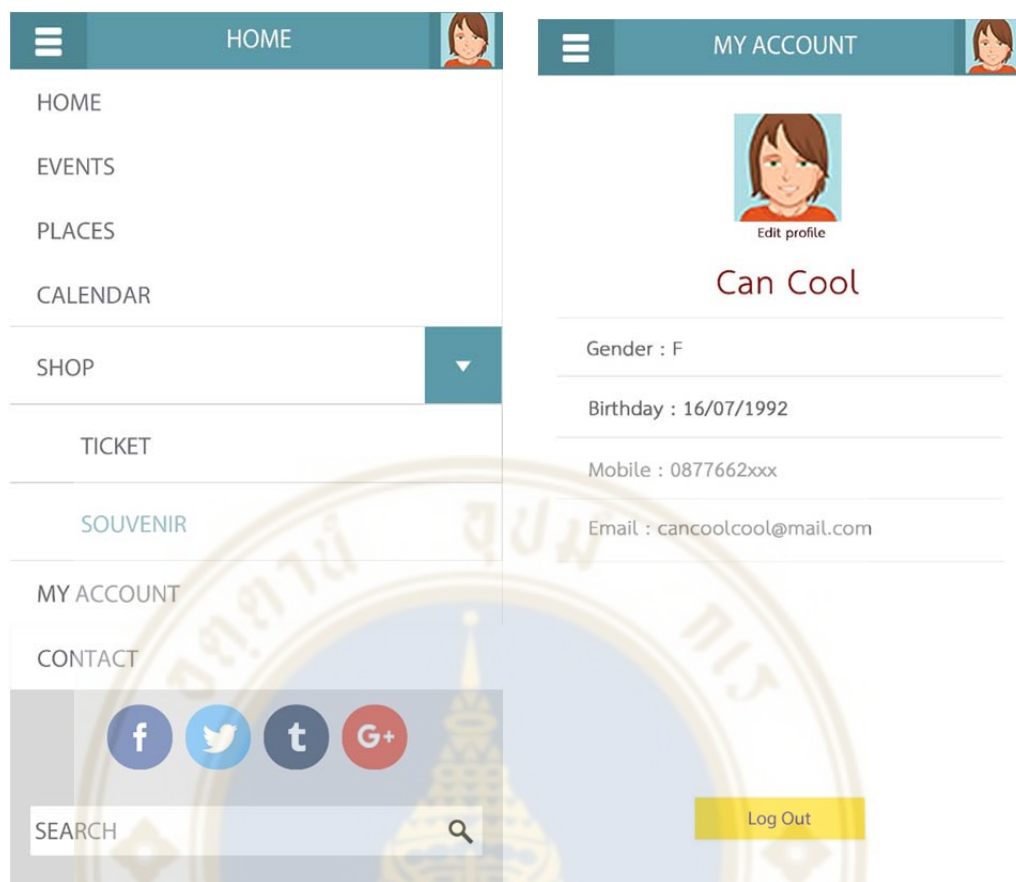 HOME
HOME
EVENTS
PLACES
CALENDAR
SHOP
TICKET
SOUVENIR
MY ACCOUNT
CONTACT
f t G+
SEARCH
MY ACCOUNT
Edit profile
Can Cool
Gender : F
Birthday : 16/07/1992
Mobile : 0877662xxx
Email : cancoolcool@mail.com
Log Out